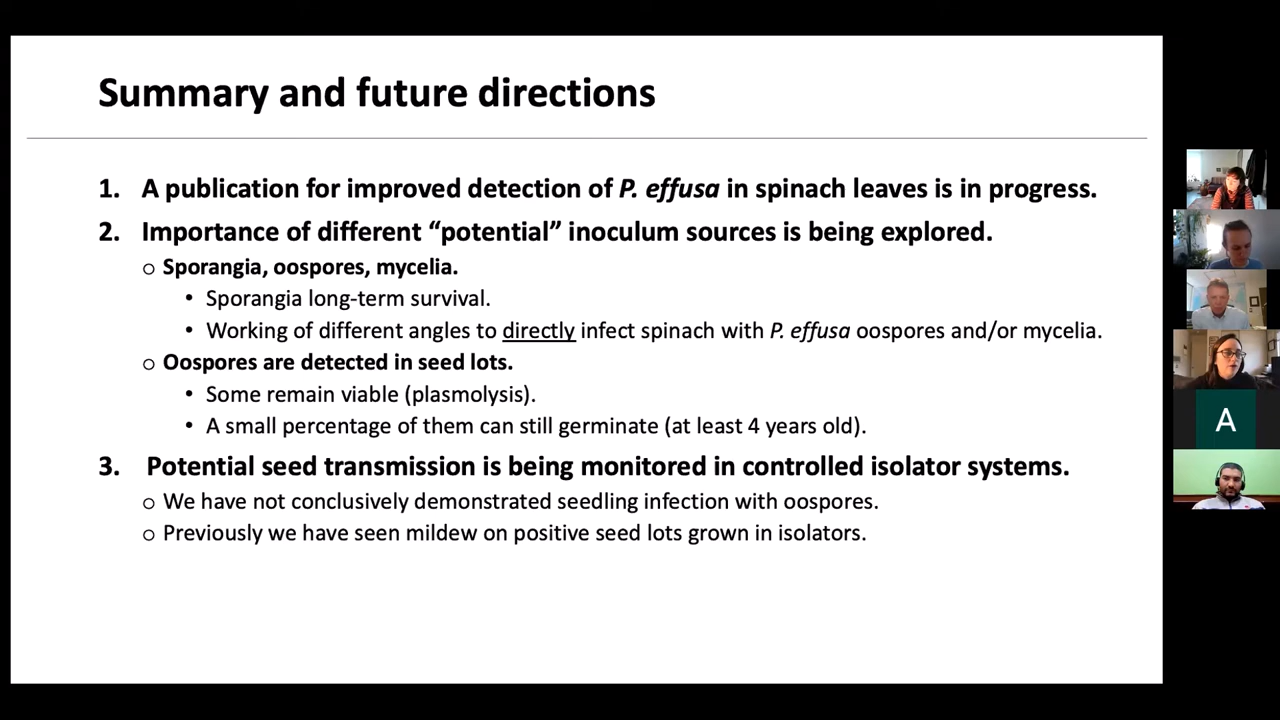 Summary and future directions
1. A publication for improved detection of P. effusa in spinach leaves is in progress.
2. Importance of different “potential” inoculum sources is being explored.
o Sporangia, oospores, mycelia.
• Sporangia long-term survival.
• Working of different angles to directly infect spinach with P. effusa oospores and/or mycelia.
o Oospores are detected in seed lots.
• Some remain viable (plasmolysis).
• A small percentage of them can still germinate (at least 4 years old).
3. Potential seed transmission is being monitored in controlled isolator systems.
o We have not conclusively demonstrated seedling infection with oospores.
o Previously we have seen mildew on positive seed lots grown in isolators.
A